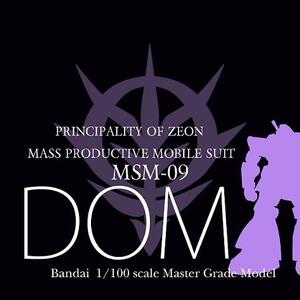 PRINCIPALITY OF ZEON
MASS PRODUCTIVE MOBILE SUIT
MSM-09
DOM
Bandai 1/100 scale Master Grade Model